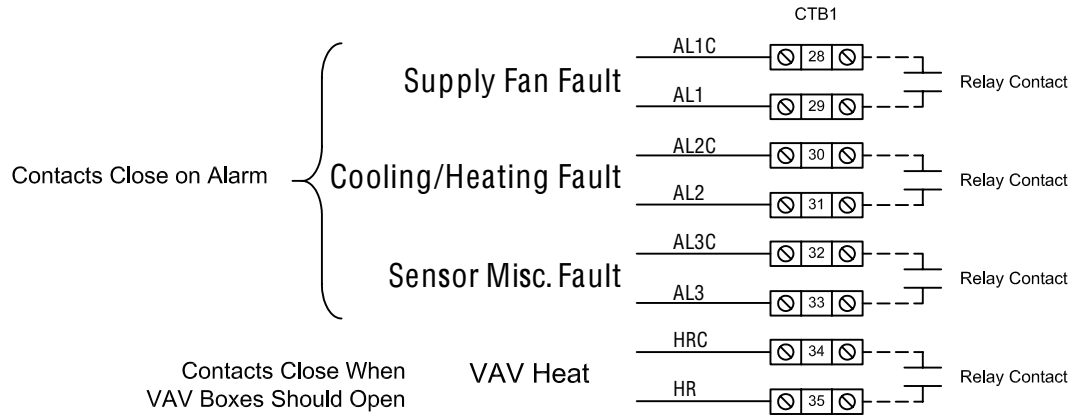 CTB1
AL1C
28
Supply Fan Fault
Relay Contact
AL1
29
AL2C
30
Contacts Close on Alarm
Cooling/Heating Fault
Relay Contact
AL2
31
AL3C
32
Sensor Misc. Fault
Relay Contact
AL3
33
HRC
34
Contacts Close When
VAV Boxes Should Open
VAV Heat
Relay Contact
HR
35